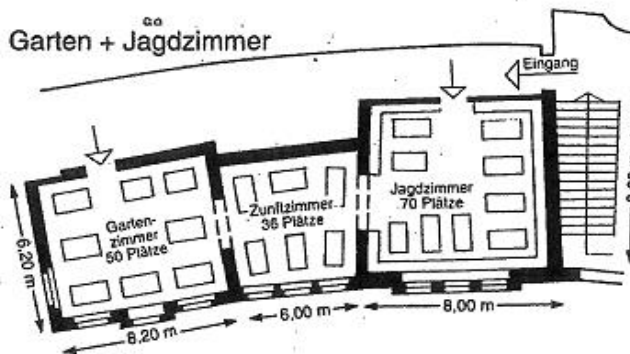 Garten + Jagdzimmer
Eingang
Garten-
zimmer
50 Plätze
Zunftzimmer
36 Plätze
Jagdzimmer
70 Plätze
6,20 m
8,20 m
6,00 m
8,00 m